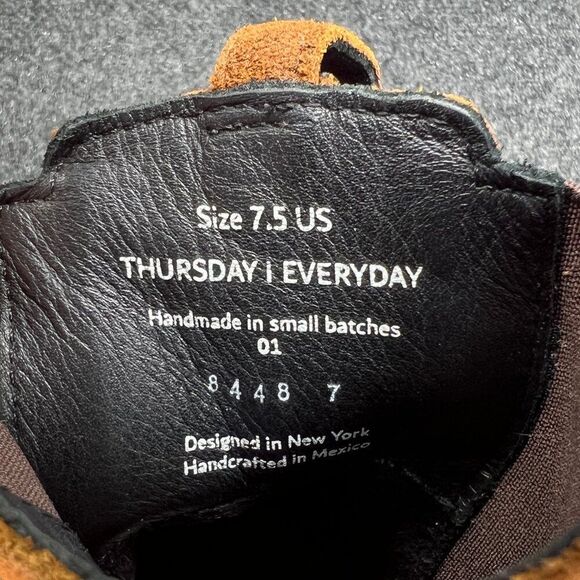 Size 7.5 US
THURSDAY | EVERYDAY
Handmade in small batches
01
8448 7
Designed in New York
Handcrafted in Mexico